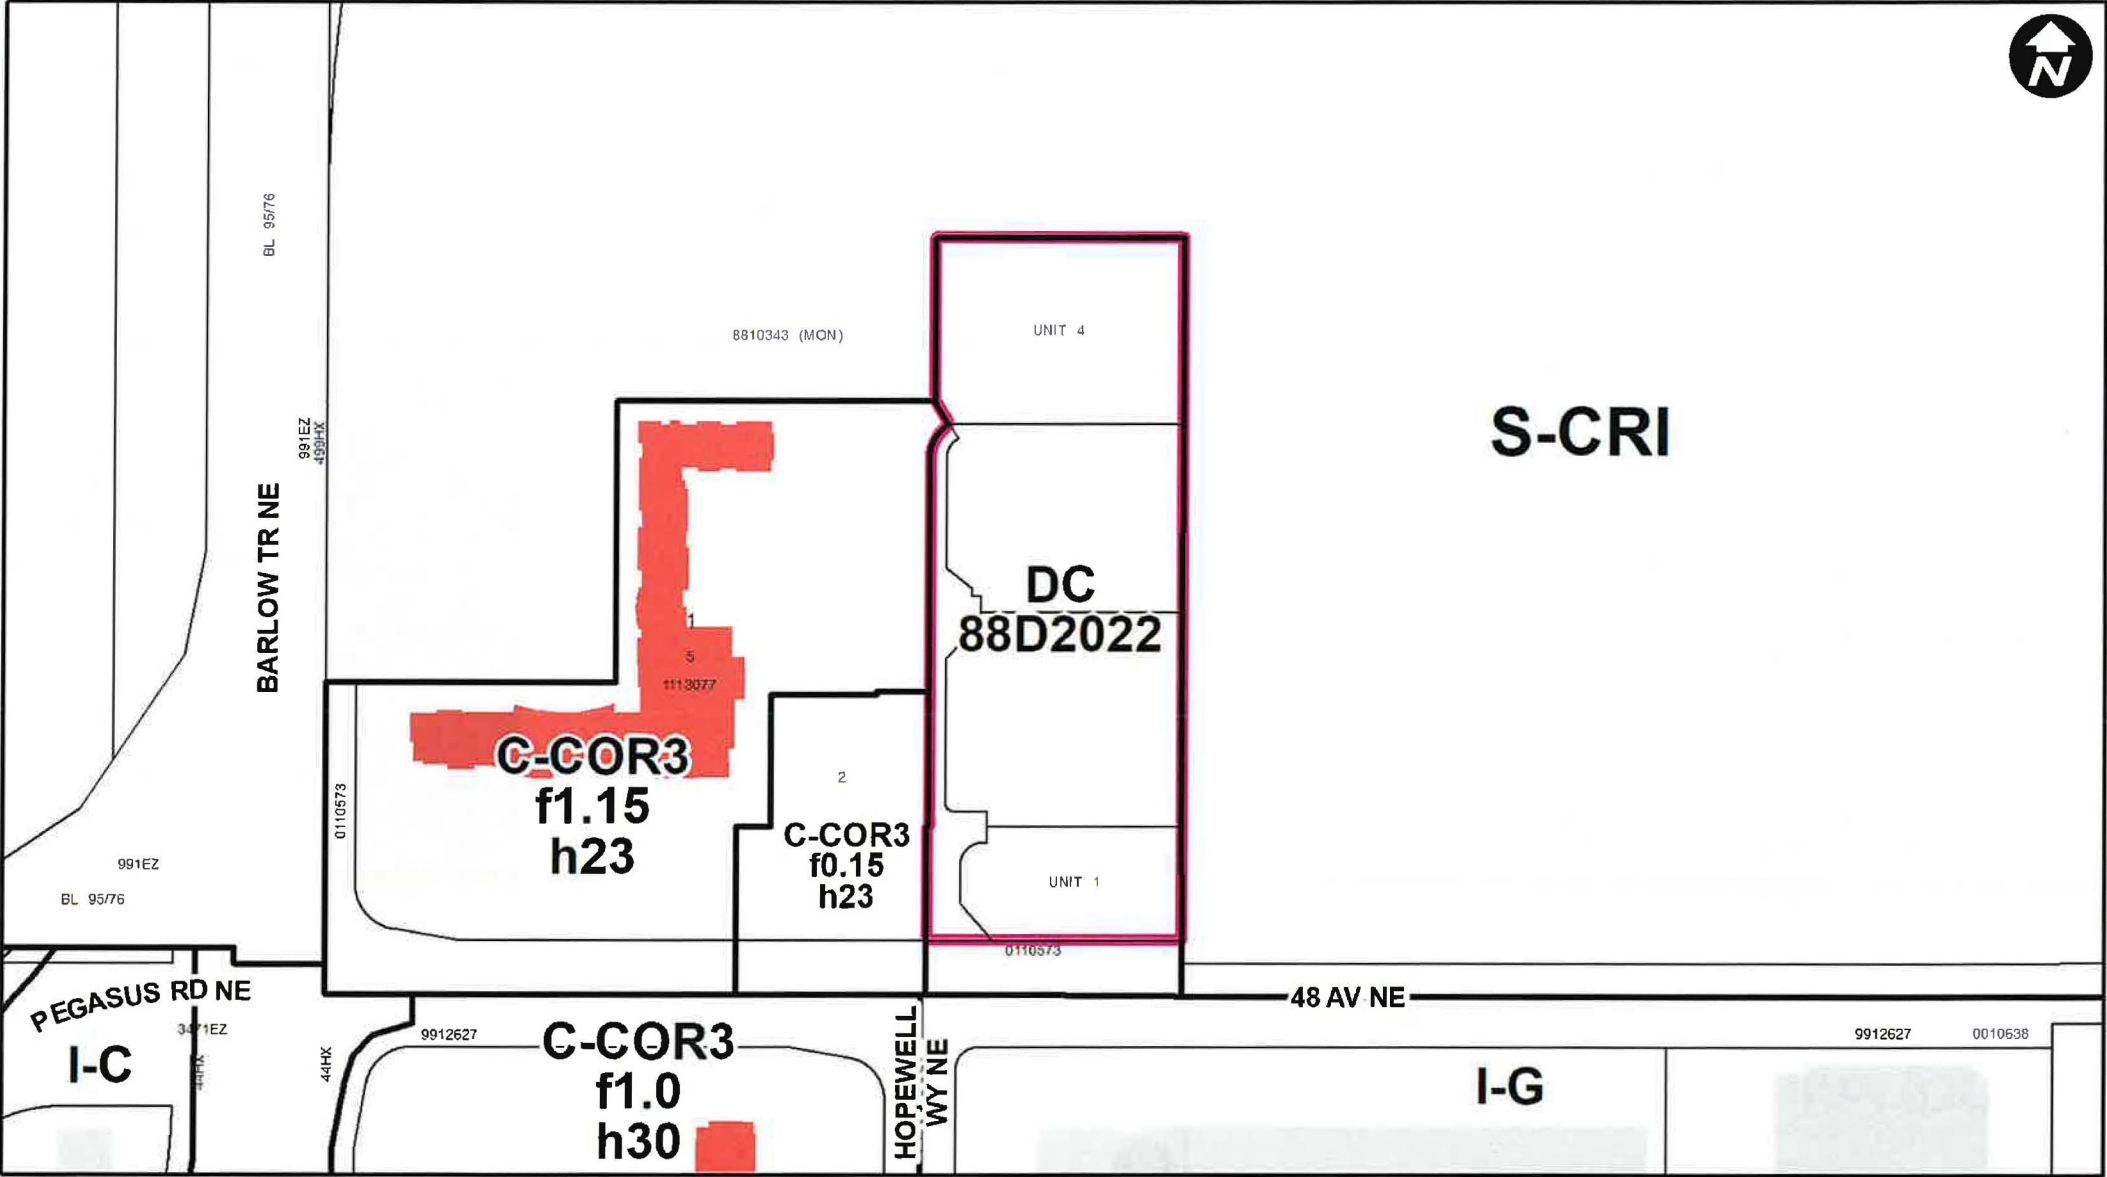 N
BL 95/76
8810343 (MON)
UNIT 4
991EZ
499HX
S-CRI
BARLOW TR NE
DC
88D2022
1
5
1113077
C-COR3
f1.15
h23
2
C-COR3
f0.15
h23
0110573
991EZ
BL 95/76
UNIT 1
0110573
PEGASUS RD NE
48 AV NE
3471EZ
I-C
44HX
44HX
9912627
C-COR3
f1.0
h30
HOPEWELL
WY NE
9912627
0010638
I-G